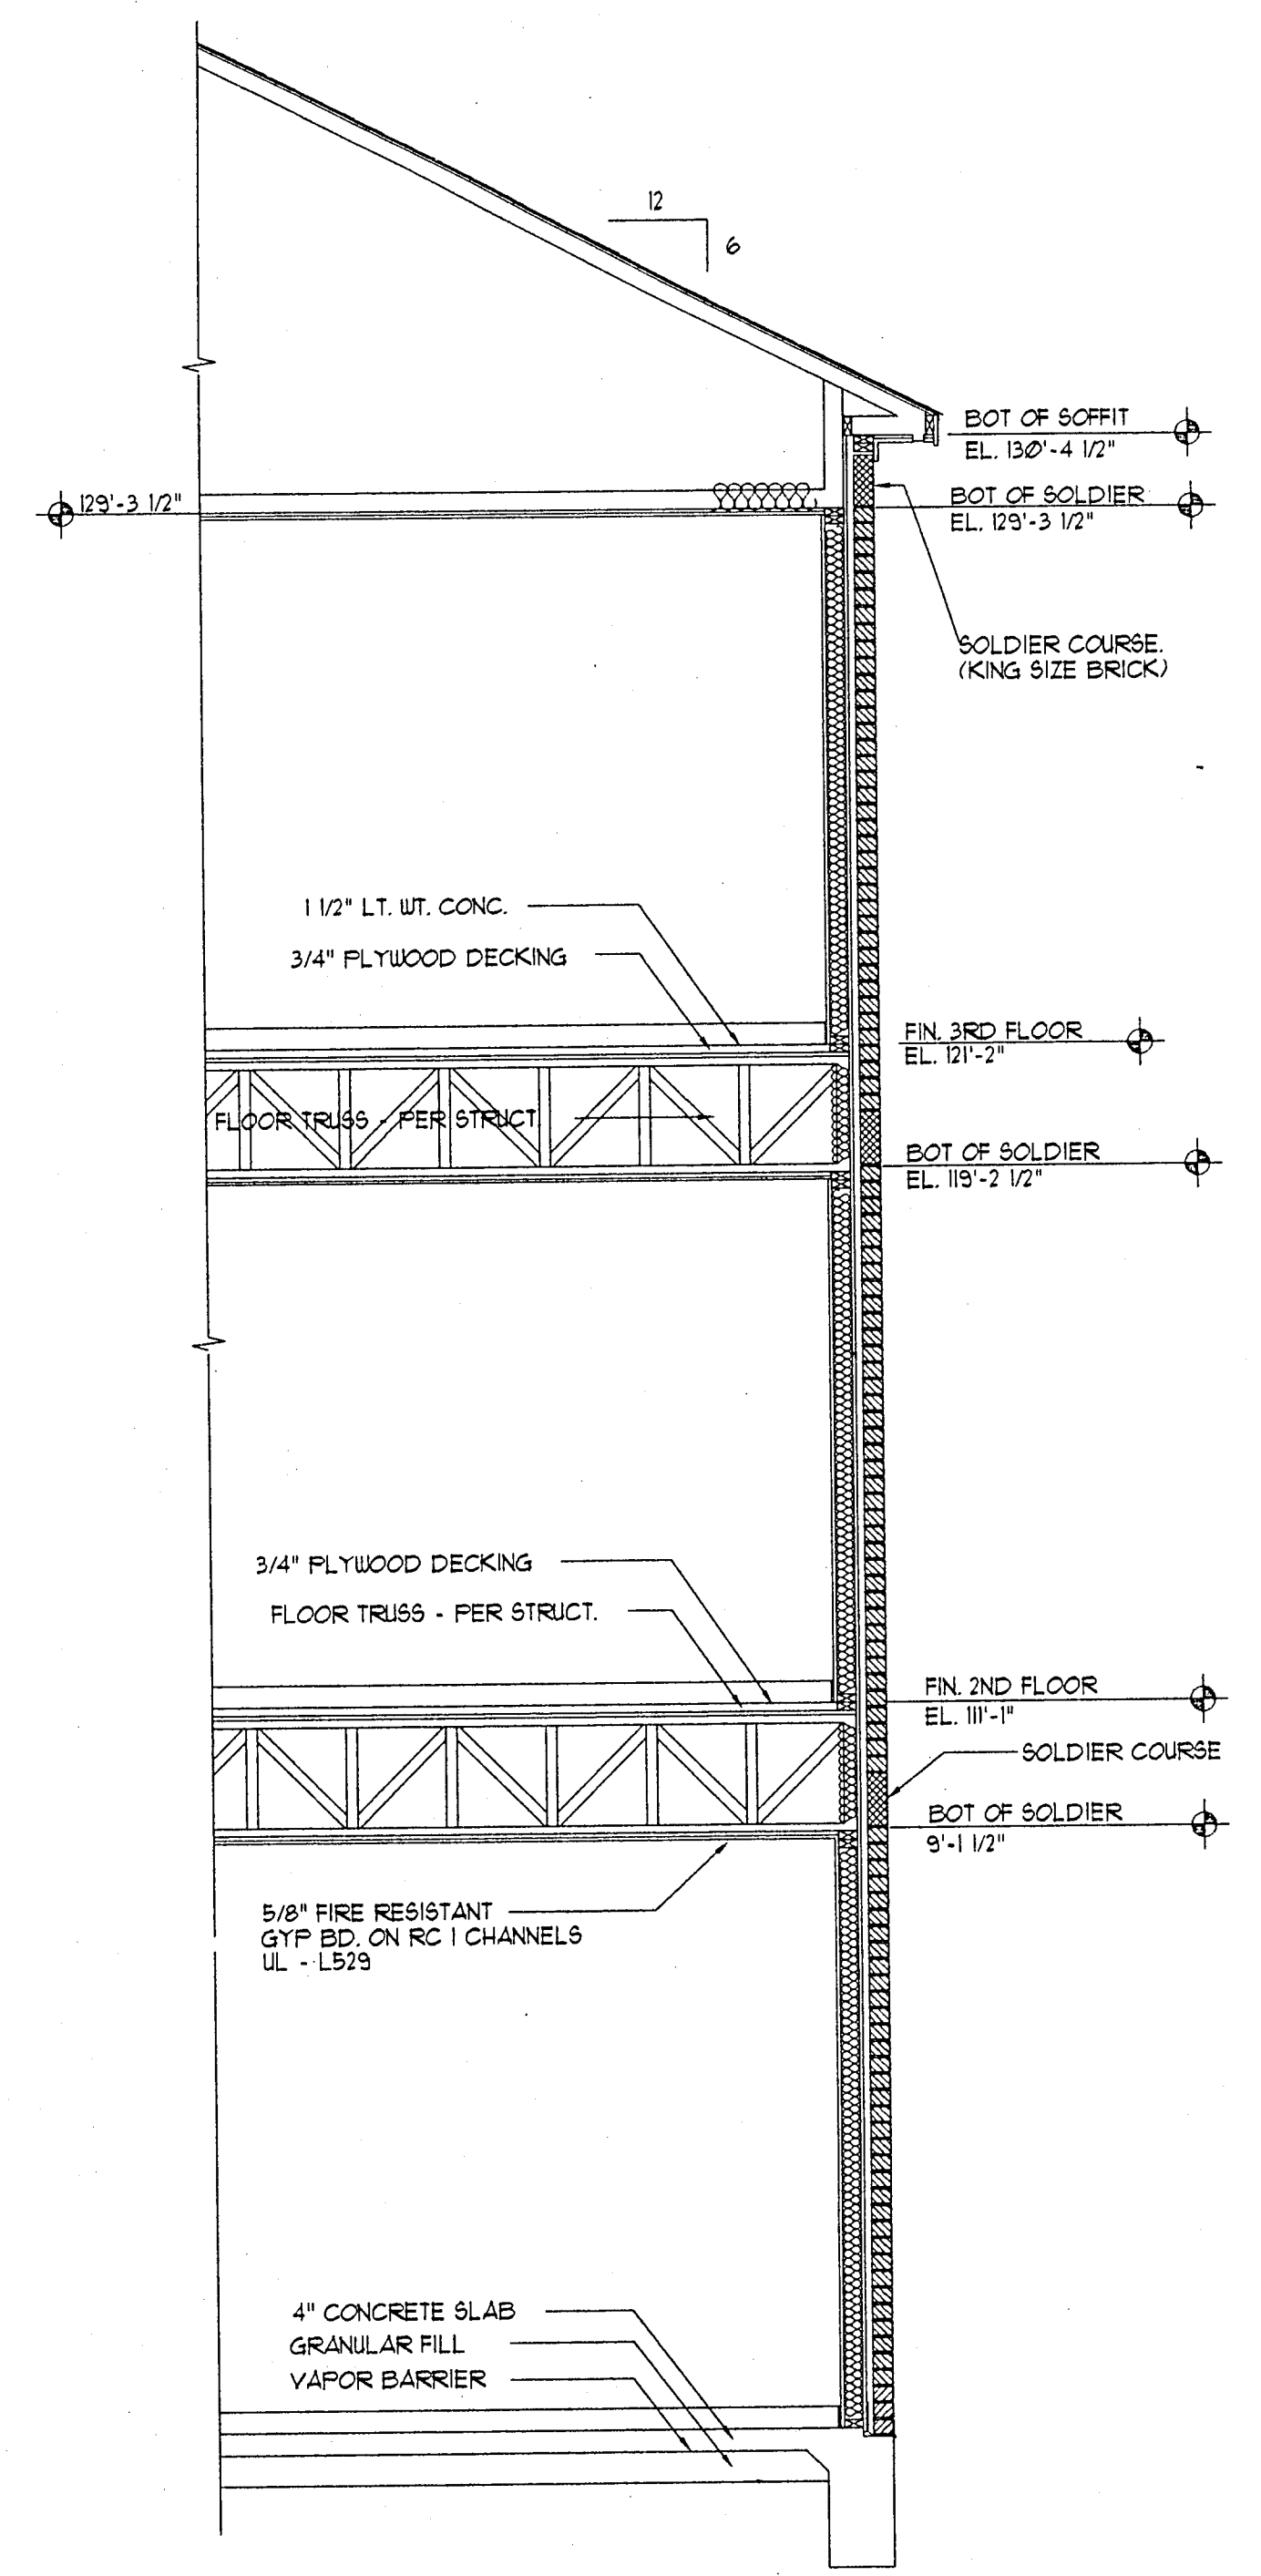 12
6
BOT OF SOFFIT
EL. 130'-4 1/2"
129'-3 1/2"
BOT OF SOLDIER
EL. 129'-3 1/2"
SOLDIER COURSE.
(KING SIZE BRICK)
1 1/2" LT. WT. CONC.
3/4" PLYWOOD DECKING
FIN. 3RD FLOOR
EL. 121'-2"
FLOOR TRUSS - PER STRUCT.
BOT OF SOLDIER
EL. 119'-2 1/2"
3/4" PLYWOOD DECKING
FLOOR TRUSS - PER STRUCT.
FIN. 2ND FLOOR
EL. 111'-1"
SOLDIER COURSE
BOT OF SOLDIER
9'-1 1/2"
5/8" FIRE RESISTANT
GYP BD. ON RC 1 CHANNELS
UL - L529
4" CONCRETE SLAB
GRANULAR FILL
VAPOR BARRIER